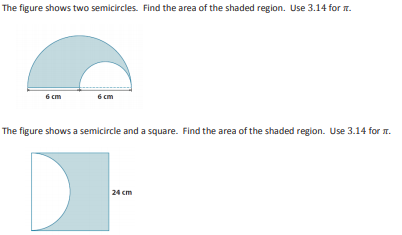 The figure shows two semicircles. Find the area of the shaded region. Use 3.14 for π.
6 cm 6 cm
The figure shows a semicircle and a square. Find the area of the shaded region. Use 3.14 for π.
24 cm